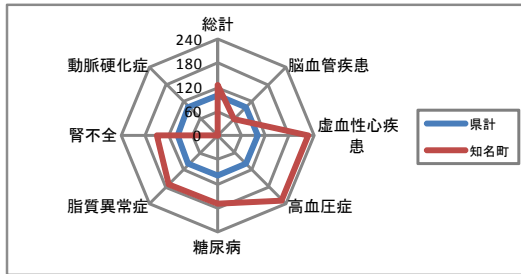 総計
240
180
120
60
0
脳血管疾患
虚血性心疾
患
高血圧症
糖尿病
脂質異常症
腎不全
動脈硬化症
県計
知名町